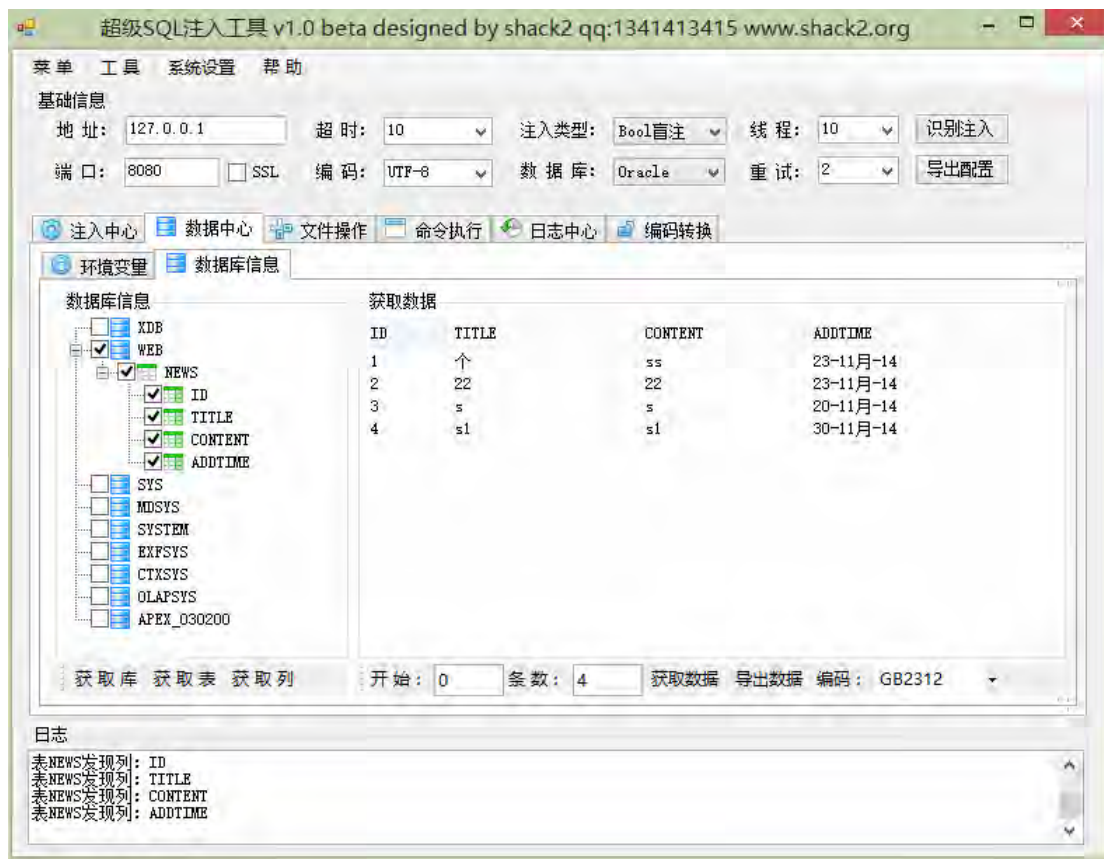 超级SQL注入工具 v1.0 beta designed by shack2 qq:1341413415 www.shack2.org
菜单 工具 系统设置 帮助
基础信息
地 址: 127.0.0.1 超 时: 10 注入类型: Bool盲注 线 程: 10 识别注入
端 口: 8080 SSL 编 码: UTF-8 数 据 库: Oracle 重 试: 2 导出配置
注入中心 数据中心 文件操作 命令执行 日志中心 编码转换
环境变量 数据库信息
数据库信息
XDB
WEB
NEWS
ID
TITLE
CONTENT
ADDTIME
SYS
MDSYS
SYSTEM
EXFSYS
CTXSYS
OLAPSYS
APEX_030200
获取库 获取表 获取列
获取数据
ID TITLE CONTENT ADDTIME
1 个 ss 23-11月-14
2 22 22 23-11月-14
3 s s 20-11月-14
4 s1 s1 30-11月-14
开始: 0 条数: 4 获取数据 导出数据 编码: GB2312
日志
表NEWS发现列: ID
表NEWS发现列: TITLE
表NEWS发现列: CONTENT
表NEWS发现列: ADDTIME